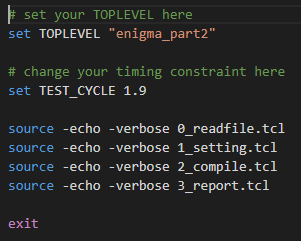 # set your TOPLEVEL here
set TOPLEVEL "enigma_part2"
# change your timing constraint here
set TEST_CYCLE 1.9
source -echo -verbose 0_readfile.tcl
source -echo -verbose 1_setting.tcl
source -echo -verbose 2_compile.tcl
source -echo -verbose 3_report.tcl
exit